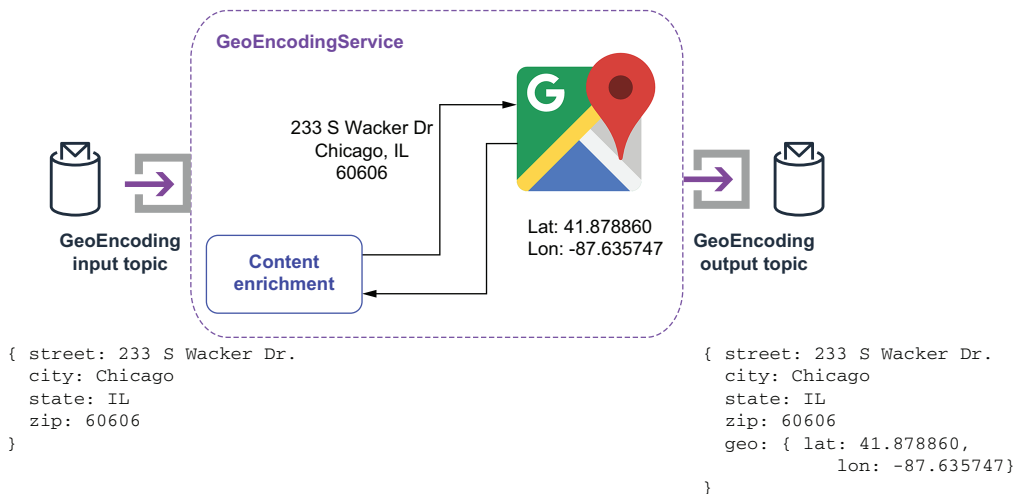 GeoEncodingService
G
233 S Wacker Dr
Chicago, IL
60606
Lat: 41.878860
Lon: -87.635747
GeoEncoding
input topic
Content
enrichment
GeoEncoding
output topic
{ street: 233 S Wacker Dr.
city: Chicago
state: IL
zip: 60606
}
{ street: 233 S Wacker Dr.
city: Chicago
state: IL
zip: 60606
geo: { lat: 41.878860,
lon: -87.635747}
}